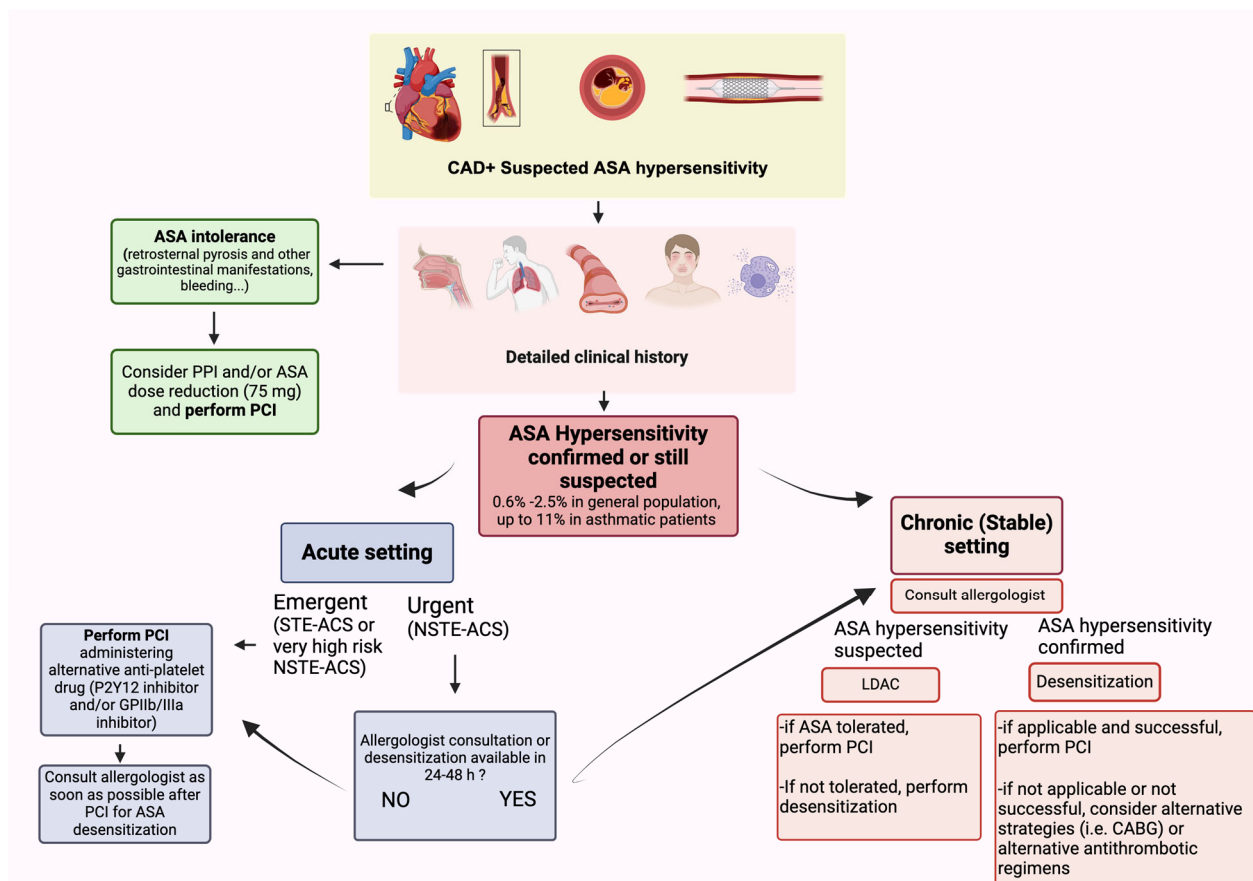 CAD+ Suspected ASA hypersensitivity
ASA intolerance
(retrosternal pyrosis and other
gastrointestinal manifestations,
bleeding...)
Consider PPI and/or ASA
dose reduction (75 mg)
and perform PCI
Detailed clinical history
ASA Hypersensitivity
confirmed or still
suspected
0.6% -2.5% in general population,
up to 11% in asthmatic patients
Acute setting
Emergent
(STE-ACS or
very high risk
NSTE-ACS)
Urgent
(NSTE-ACS)
Perform PCI
administering
alternative anti-platelet
drug (P2Y12 inhibitor
and/or GPIIb/IIIa
inhibitor)
Consult allergologist as
soon as possible after
PCI for ASA
desensitization
Allergologist consultation or
desensitization available in
24-48 h ?
NO YES
Chronic (Stable)
setting
Consult allergologist
ASA hypersensitivity
suspected
LDAC
-if ASA tolerated,
perform PCI
-If not tolerated, perform
desensitization
ASA hypersensitivity
confirmed
Desensitization
-if applicable and successful,
perform PCI
-if not applicable or not
successful, consider alternative
strategies (i.e. CABG) or
alternative antithrombotic
regimens